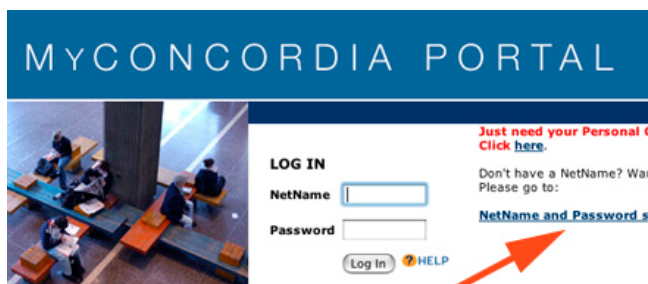 MYCONCORDIA PORTAL
Just need your Personal
Click here.
LOG IN
Don't have a NetName?
Please go to:
NetName
NetName and Password
Password
Log In ?HELP